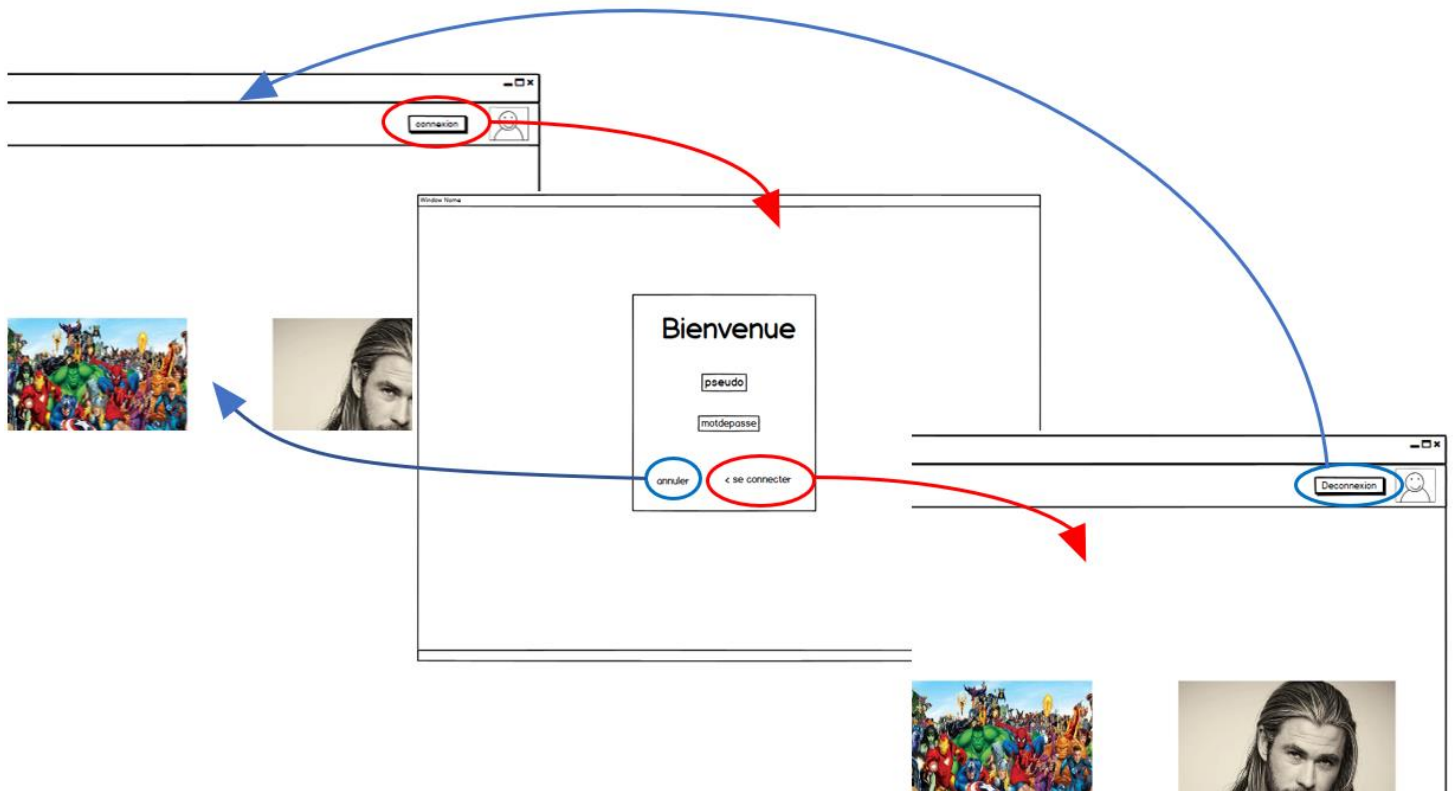 connexion
Window Name
Bienvenue
pseudo
motdepasse
annuler
< se connecter
Deconnexion